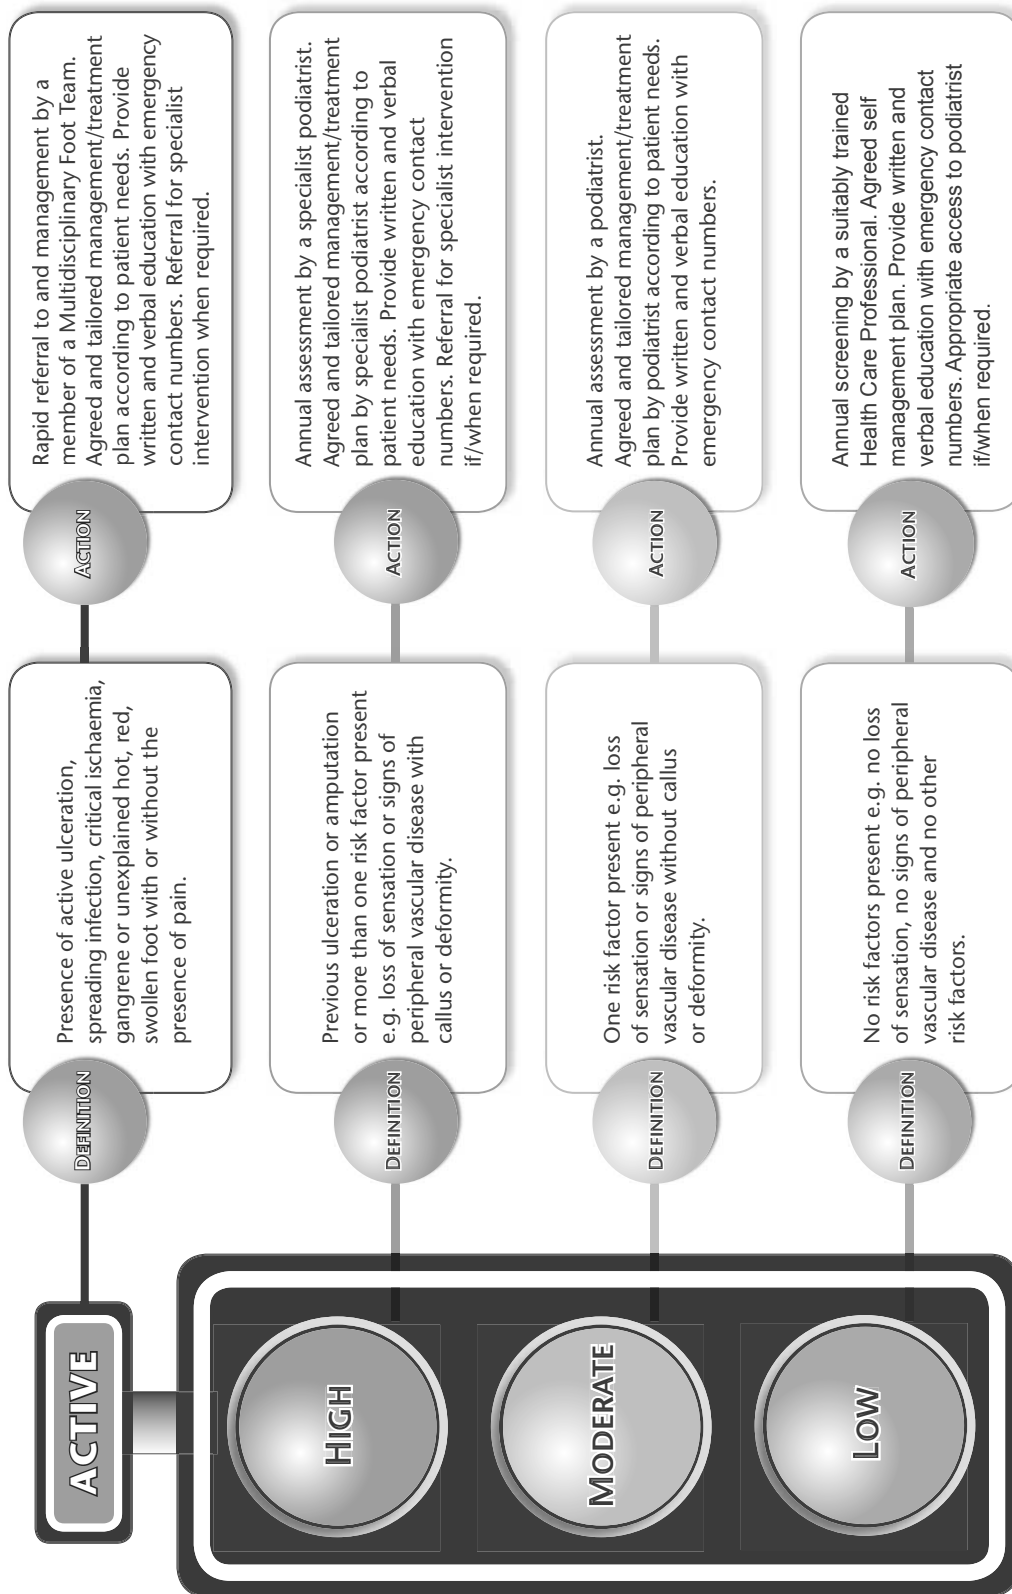 ACTIVE
DEFINITION
Presence of active ulceration,
spreading infection, critical ischaemia,
gangrene or unexplained hot, red,
swollen foot with or without the
presence of pain.
ACTION
Rapid referral to and management by a
member of a Multidisciplinary Foot Team.
Agreed and tailored management/treatment
plan according to patient needs. Provide
written and verbal education with emergency
contact numbers. Referral for specialist
intervention when required.
HIGH
DEFINITION
Previous ulceration or amputation
or more than one risk factor present
e.g. loss of sensation or signs of
peripheral vascular disease with
callus or deformity.
ACTION
Annual assessment by a specialist podiatrist.
Agreed and tailored management/treatment
plan by specialist podiatrist according to
patient needs. Provide written and verbal
education with emergency contact
numbers. Referral for specialist intervention
if/when required.
MODERATE
DEFINITION
One risk factor present e.g. loss
of sensation or signs of peripheral
vascular disease without callus
or deformity.
ACTION
Annual assessment by a podiatrist.
Agreed and tailored management/treatment
plan by podiatrist according to patient needs.
Provide written and verbal education with
emergency contact numbers.
LOW
DEFINITION
No risk factors present e.g. no loss
of sensation, no signs of peripheral
vascular disease and no other
risk factors.
ACTION
Annual screening by a suitably trained
Health Care Professional. Agreed self
management plan. Provide written and
verbal education with emergency contact
numbers. Appropriate access to podiatrist
if/when required.